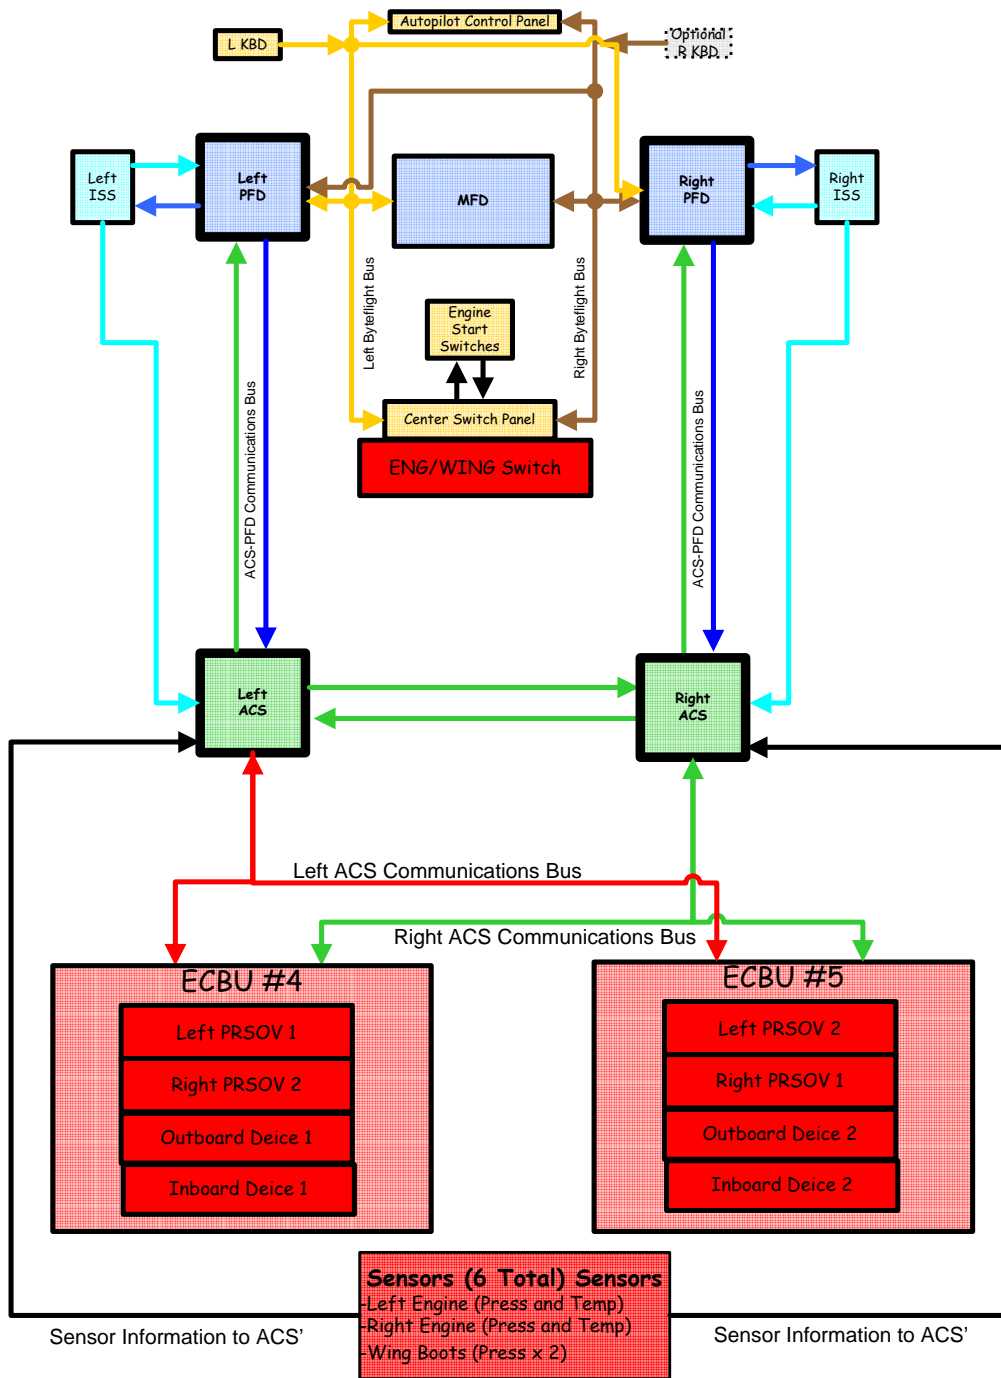 Autopilot Control Panel
L KBD
Optional
R KBD
Left
ISS
Left
PFD
MFD
Right
PFD
Right
ISS
Left Byteflight Bus
Right Byteflight Bus
Engine
Start
Switches
Center Switch Panel
ENG/WING Switch
ACS-PFD Communications Bus
ACS-PFD Communications Bus
Left
ACS
Right
ACS
Left ACS Communications Bus
Right ACS Communications Bus
ECBU #4
Left PRSOV 1
Right PRSOV 2
Outboard Deice 1
Inboard Deice 1
ECBU #5
Left PRSOV 2
Right PRSOV 1
Outboard Deice 2
Inboard Deice 2
Sensors (6 Total) Sensors
-Left Engine (Press and Temp)
-Right Engine (Press and Temp)
-Wing Boots (Press x 2)
Sensor Information to ACS'
Sensor Information to ACS'